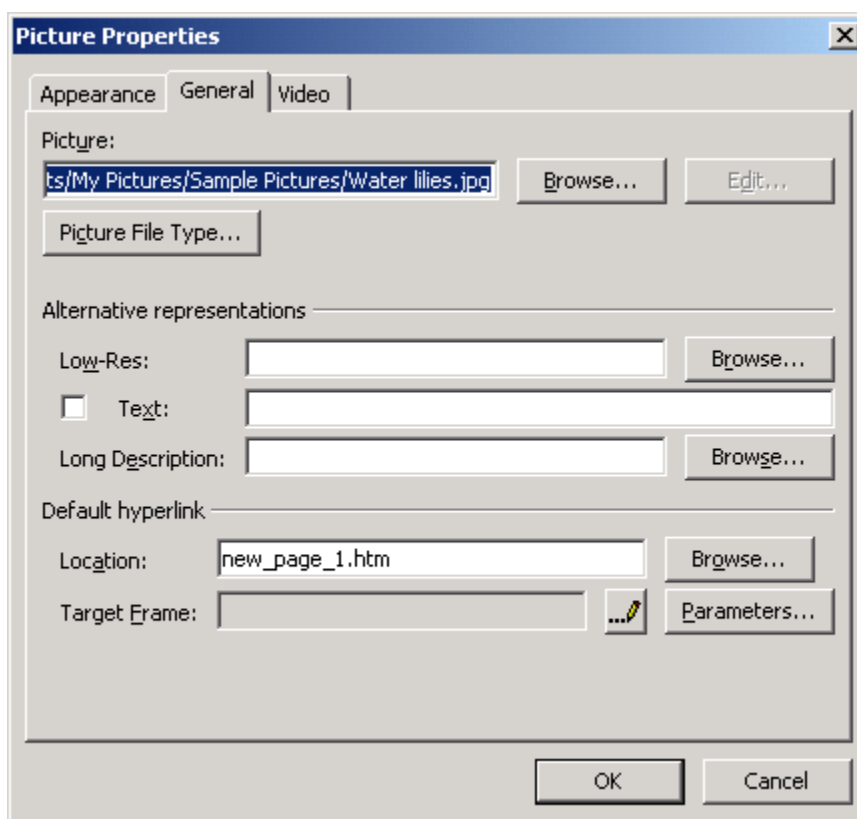 Picture Properties
Appearance General Video
Picture:
ts/My Pictures/Sample Pictures/Water lilies.jpg Browse... Edit...
Picture File Type...
Alternative representations
Low-Res: Browse...
Text:
Long Description: Browse...
Default hyperlink
Location: new_page_1.htm Browse...
Target Frame: ... Parameters...
OK Cancel